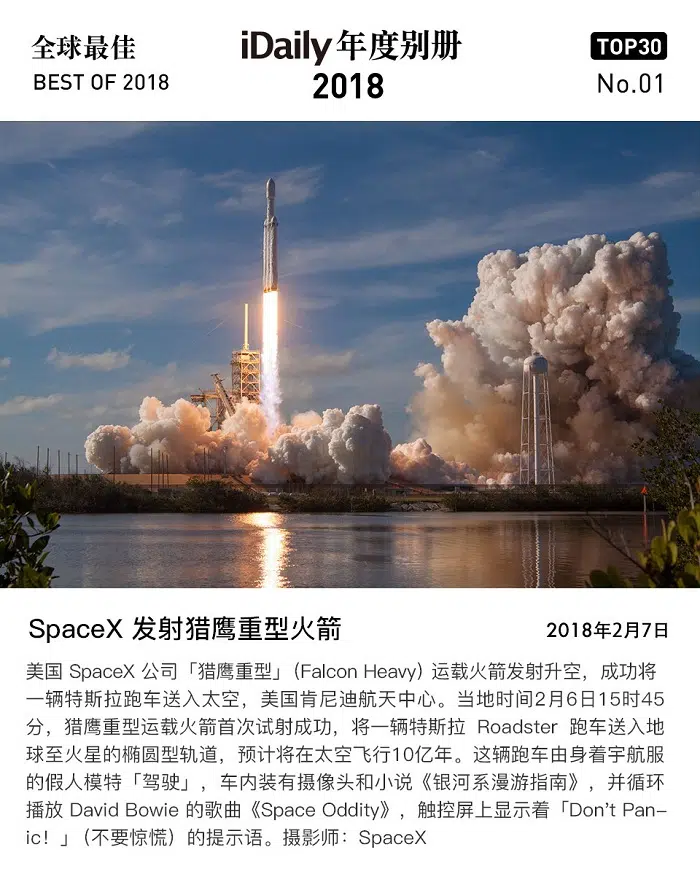 全球最佳
BEST OF 2018
iDaily 年度别册
2018
TOP30
No.01
SpaceX 发射猎鹰重型火箭
2018年2月7日
美国 SpaceX 公司「猎鹰重型」（Falcon Heavy）运载火箭发射升空，成功将
一辆特斯拉跑车送入太空，美国肯尼迪航天中心。当地时间2月6日15时45
分，猎鹰重型运载火箭首次试射成功，将一辆特斯拉 Roadster 跑车送入地
球至火星的椭圆型轨道，预计将在太空飞行10亿年。这辆跑车由身着宇航服
的假人模特「驾驶」，车内装有摄像头和小说《银河系漫游指南》，并循环
播放 David Bowie 的歌曲《Space Oddity》，触控屏上显示着「Don't Pan-
ic！」（不要惊慌）的提示语。摄影师：SpaceX